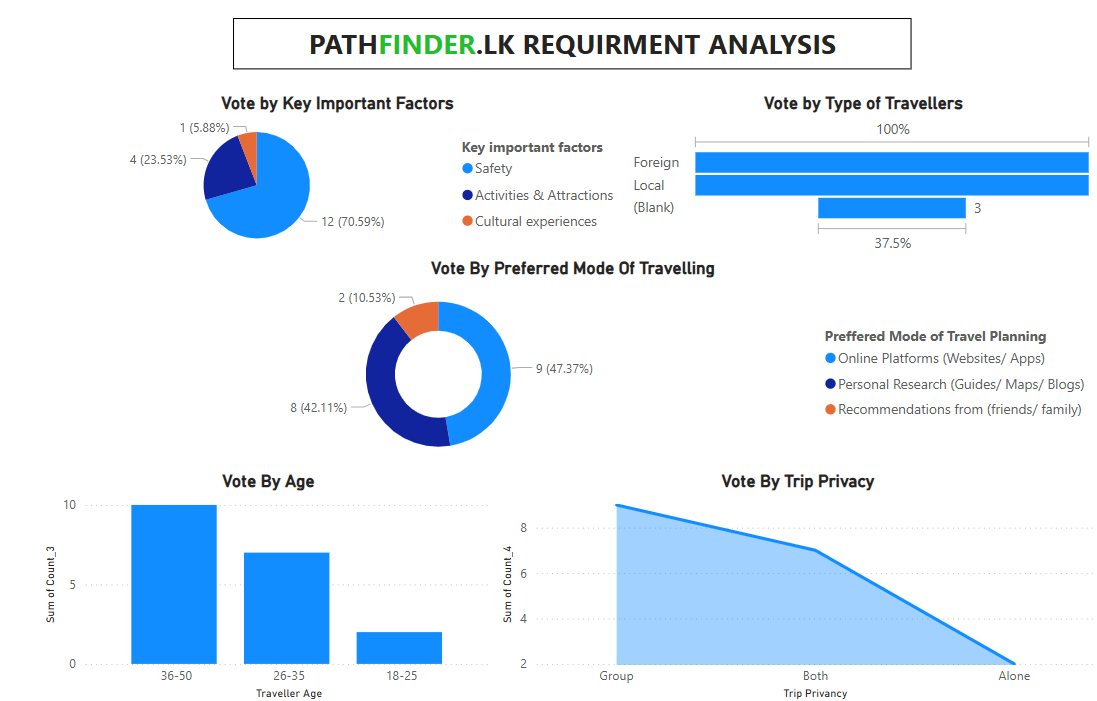 PATHFINDER.LK REQUIRMENT ANALYSIS
Vote by Key Important Factors
1 (5.88%)
4 (23.53%)
12 (70.59%)
Key important factors
Safety
Activities & Attractions
Cultural experiences
Vote by Type of Travellers
100%
Foreign
Local
(Blank)
3
37.5%
Vote By Preferred Mode Of Travelling
2 (10.53%)
9 (47.37%)
8 (42.11%)
Preffered Mode of Travel Planning
Online Platforms (Websites/ Apps)
Personal Research (Guides/ Maps/ Blogs)
Recommendations from (friends/ family)
Vote By Age
Sum of Count_3
10
5
0
36-50
26-35
18-25
Traveller Age
Vote By Trip Privacy
Sum of Count_4
8
6
4
2
Group
Both
Alone
Trip Privancy